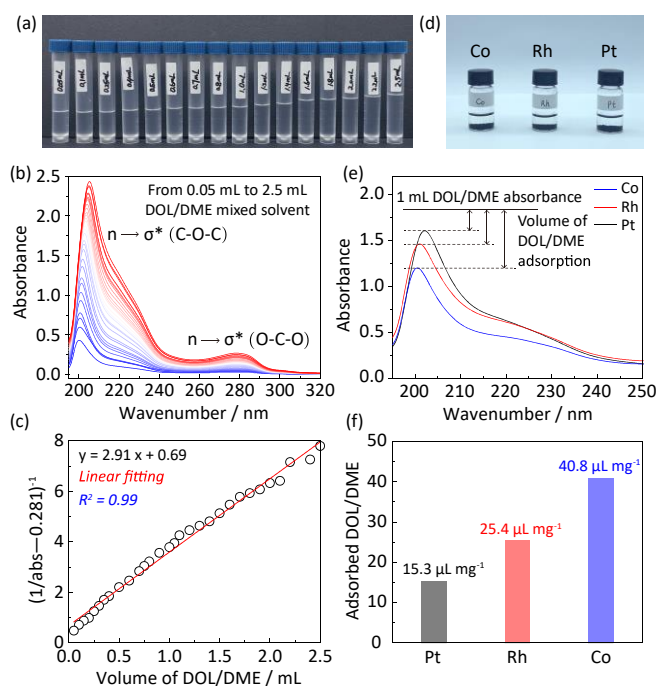 (a)
0.05mL
0.1mL
0.25mL
0.4mL
0.5mL
0.6mL
0.7mL
0.8mL
1.0mL
1.2mL
1.4mL
1.6mL
1.8mL
2.0mL
2.2mL
2.5mL
(d)
Co Rh Pt
Co Rh Pt
(b)
From 0.05 mL to 2.5 mL
DOL/DME mixed solvent
n → σ* (C-O-C)
n → σ* (O-C-O)
Absorbance
2.5
2.0
1.5
1.0
0.5
0.0
200 220 240 260 280 300 320
Wavenumber / nm
(e)
1 mL DOL/DME absorbance
Volume of
DOL/DME
adsorption
Co
Rh
Pt
Absorbance
2.0
1.5
1.0
0.5
0.0
200 210 220 230 240 250
Wavenumber / nm
(c)
y = 2.91 x + 0.69
Linear fitting
R² = 0.99
(1/abs—0.281)⁻¹
8
6
4
2
0
0.0 0.5 1.0 1.5 2.0 2.5
Volume of DOL/DME / mL
(f)
15.3 µL mg⁻¹
25.4 µL mg⁻¹
40.8 µL mg⁻¹
Adsorbed DOL/DME
50
40
30
20
10
0
Pt Rh Co